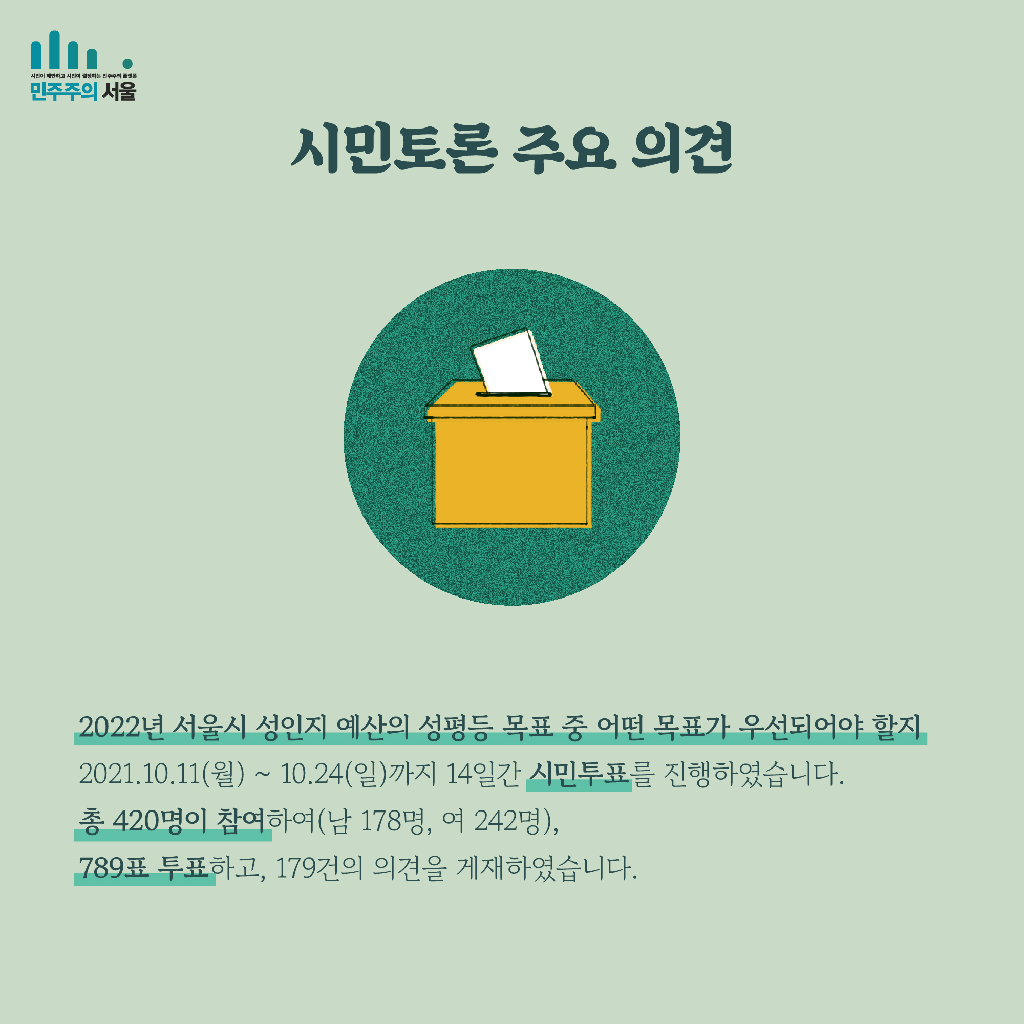 시민이 제안하고 시민이 결정하는 민주주의 플랫폼
민주주의 서울
시민토론 주요 의견
2022년 서울시 성인지 예산의 성평등 목표 중 어떤 목표가 우선되어야 할지
2021.10.11(월) ~ 10.24(일)까지 14일간 시민투표를 진행하였습니다.
총 420명이 참여하여(남 178명, 여 242명),
789표 투표하고, 179건의 의견을 게재하였습니다.